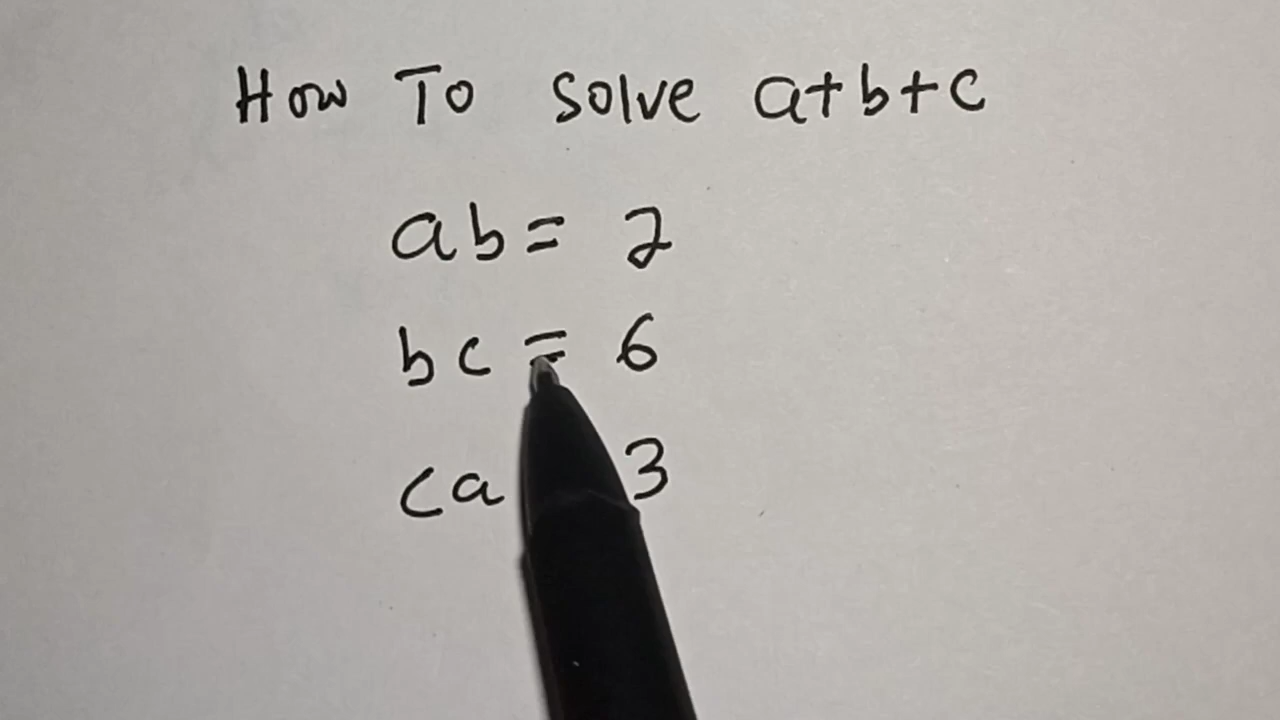 How To solve a+b+c
ab = 2
bc = 6
ca 3